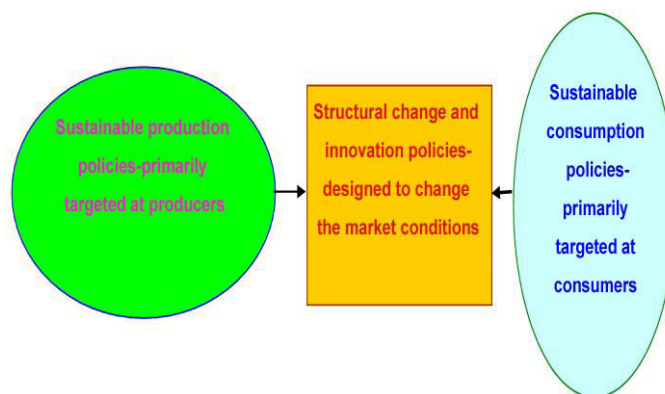 Sustainable production
policies-primarily
targeted at producers
Structural change and
innovation policies-
designed to change
the market conditions
Sustainable
consumption
policies-
primarily
targeted at
consumers